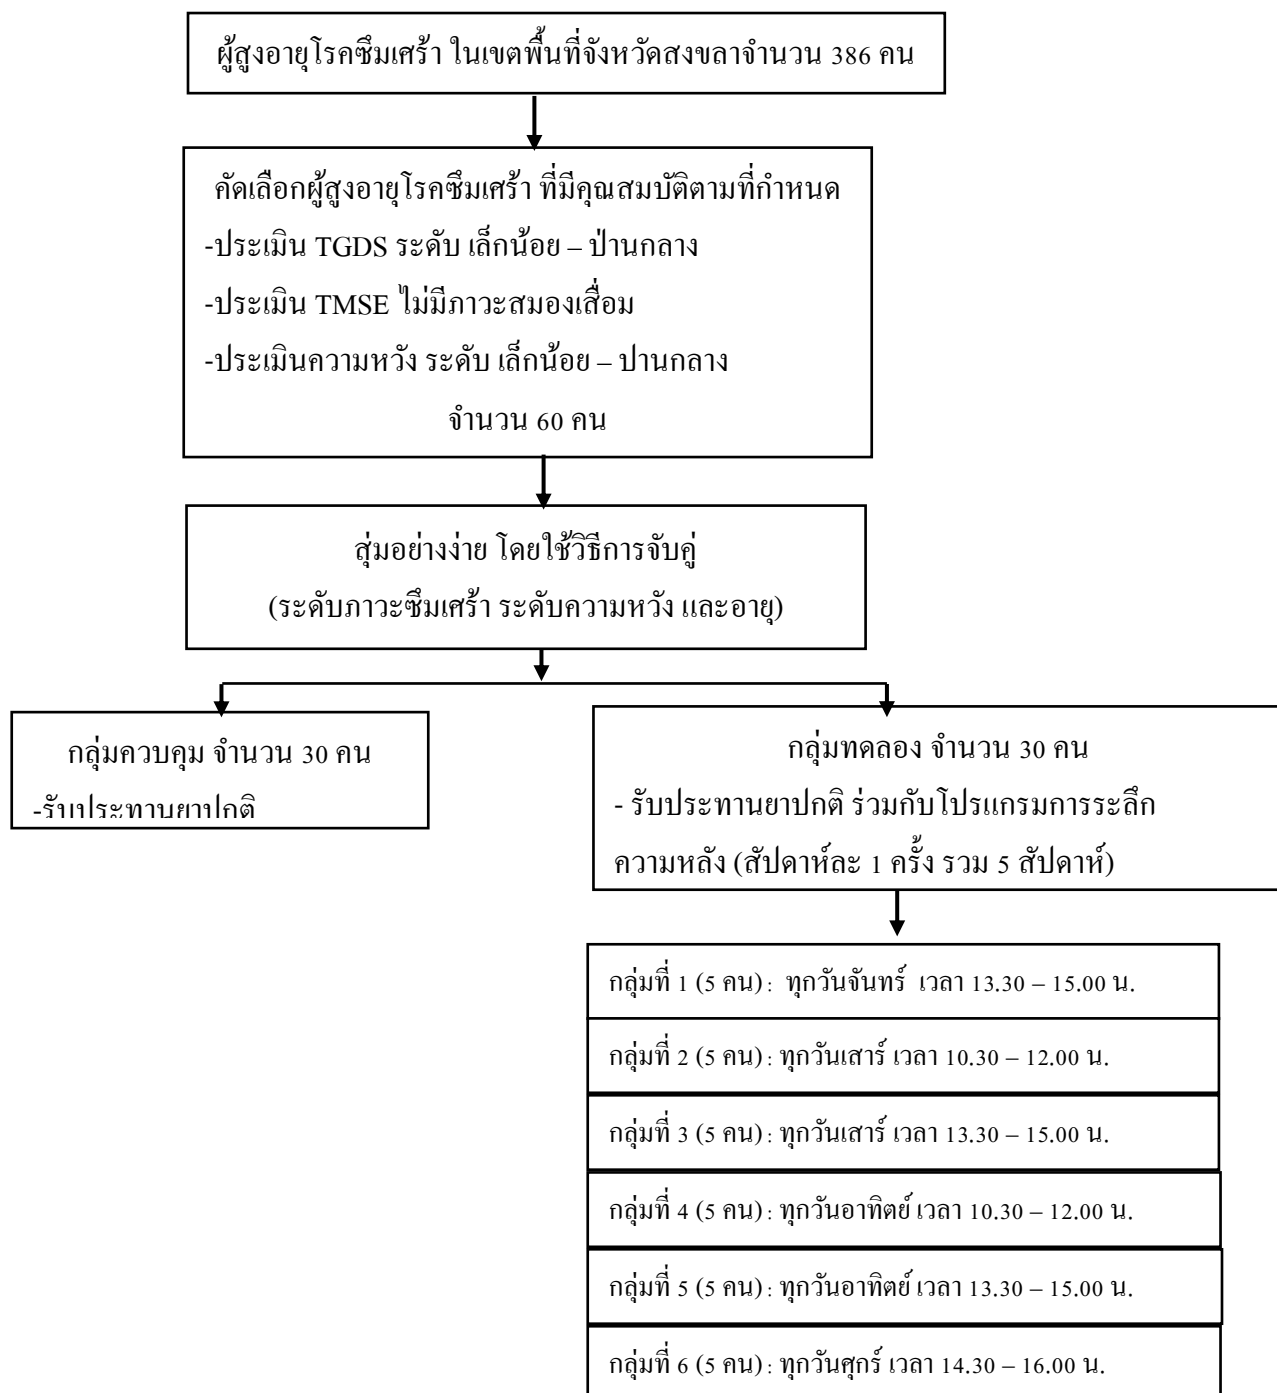 ผู้สูงอายุโรคซึมเศร้า ในเขตพื้นที่จังหวัดสงขลาจำนวน 386 คน
คัดเลือกผู้สูงอายุโรคซึมเศร้า ที่มีคุณสมบัติตามที่กำหนด
-ประเมิน TGDS ระดับ เล็กน้อย – ป่านกลาง
-ประเมิน TMSE ไม่มีภาวะสมองเสื่อม
-ประเมินความหวัง ระดับ เล็กน้อย – ปานกลาง
จำนวน 60 คน
สุ่มอย่างง่าย โดยใช้วิธีการจับคู่
(ระดับภาวะซึมเศร้า ระดับความหวัง และอายุ)
กลุ่มควบคุม จำนวน 30 คน
-รับประทานยาปกติ
กลุ่มทดลอง จำนวน 30 คน
- รับประทานยาปกติ ร่วมกับโปรแกรมการระลึก
ความหลัง (สัปดาห์ละ 1 ครั้ง รวม 5 สัปดาห์)
กลุ่มที่ 1 (5 คน) : ทุกวันจันทร์ เวลา 13.30 – 15.00 น.
กลุ่มที่ 2 (5 คน) : ทุกวันเสาร์ เวลา 10.30 – 12.00 น.
กลุ่มที่ 3 (5 คน) : ทุกวันเสาร์ เวลา 13.30 – 15.00 น.
กลุ่มที่ 4 (5 คน) : ทุกวันอาทิตย์ เวลา 10.30 – 12.00 น.
กลุ่มที่ 5 (5 คน) : ทุกวันอาทิตย์ เวลา 13.30 – 15.00 น.
กลุ่มที่ 6 (5 คน) : ทุกวันศุกร์ เวลา 14.30 – 16.00 น.